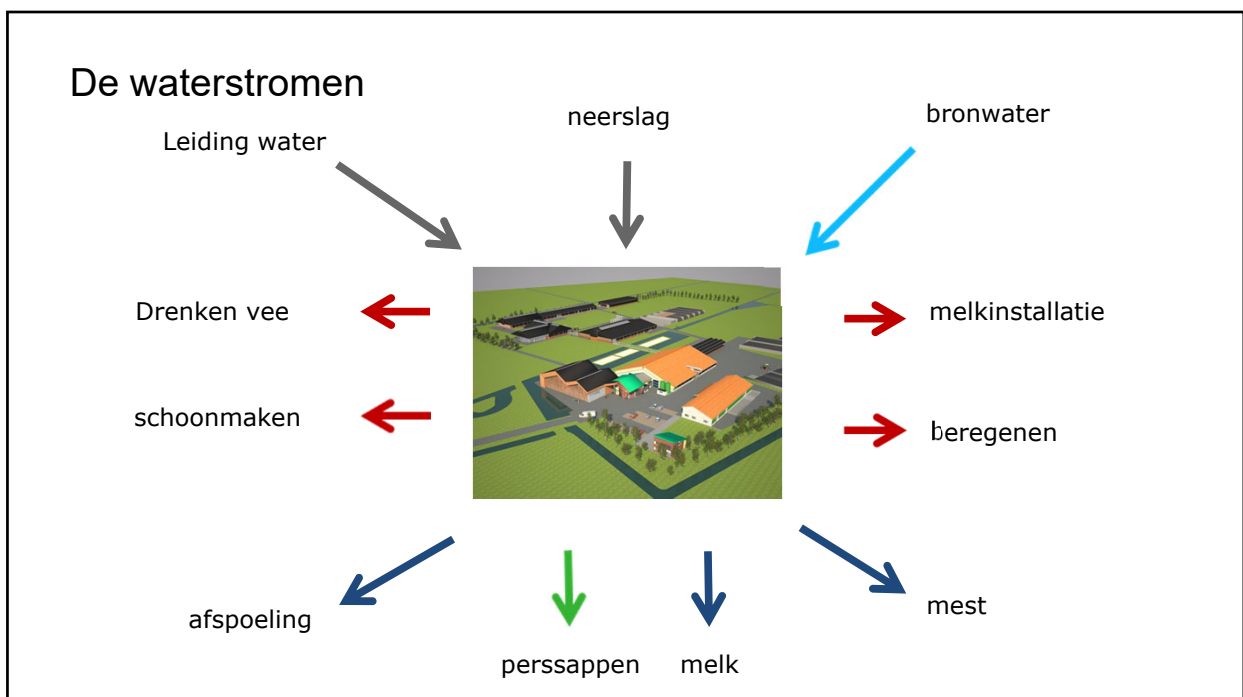 De waterstromen
neerslag
bronwater
Leiding water
Drenken vee
melkinstallatie
schoonmaken
beregenen
afspoeling
mest
perssappen
melk